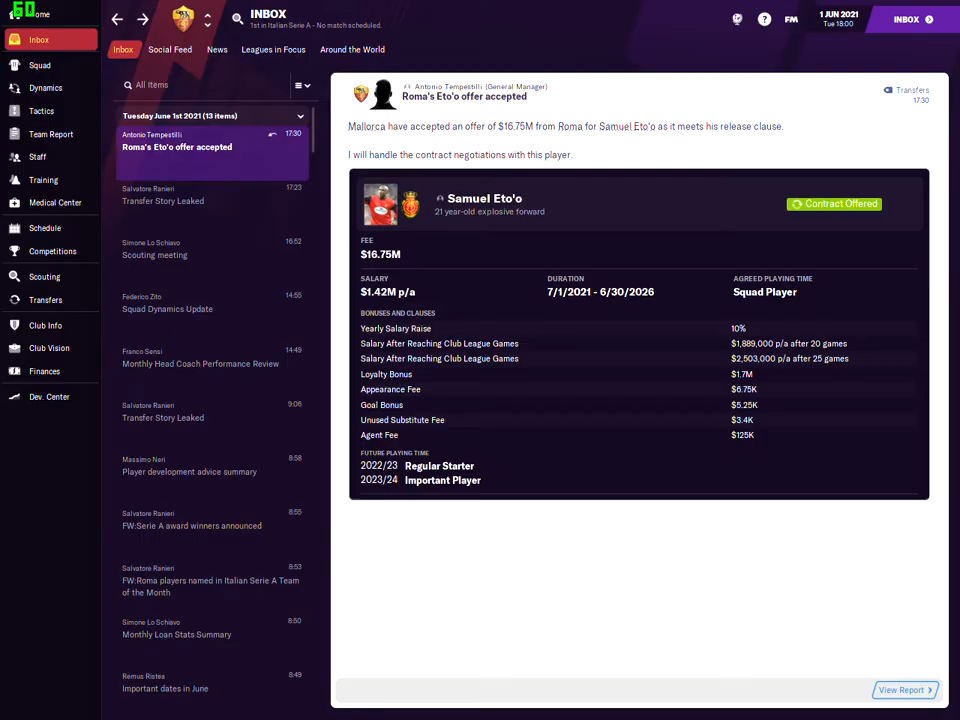 60
ome
INBOX
1st in Italian Serie A - No match scheduled.
FM
1 JUN 2021
Tue 18:00
INBOX
Inbox
Squad
Dynamics
Tactics
Team Report
Staff
Training
Medical Center
Schedule
Competitions
Scouting
Transfers
Club Info
Club Vision
Finances
Dev. Center
Inbox
Social Feed
News
Leagues in Focus
Around the World
All Items
Tuesday June 1st 2021 (13 items)
Antonio Tempestilli
17:30
Roma's Eto'o offer accepted
Salvatore Ranieri
17:23
Transfer Story Leaked
Simone Lo Schiavo
16:52
Scouting meeting
Federico Zito
14:55
Squad Dynamics Update
Franco Sensi
14:49
Monthly Head Coach Performance Review
Salvatore Ranieri
9:06
Transfer Story Leaked
Massimo Neri
8:58
Player development advice summary
Salvatore Ranieri
8:55
FW:Serie A award winners announced
Salvatore Ranieri
8:53
FW:Roma players named in Italian Serie A Team
of the Month
Simone Lo Schiavo
8:50
Monthly Loan Stats Summary
Remus Ristea
8:49
Important dates in June
Antonio Tempestilli (General Manager)
Roma's Eto'o offer accepted
Transfers
17:30
Mallorca have accepted an offer of $16.75M from Roma for Samuel Eto'o as it meets his release clause.
I will handle the contract negotiations with this player.
Samuel Eto'o
21 year-old explosive forward
Contract Offered
FEE
$16.75M
SALARY
DURATION
AGREED PLAYING TIME
$1.42M p/a
7/1/2021 - 6/30/2026
Squad Player
BONUSES AND CLAUSES
Yearly Salary Raise
10%
Salary After Reaching Club League Games
$1,889,000 p/a after 20 games
Salary After Reaching Club League Games
$2,503,000 p/a after 25 games
Loyalty Bonus
$1.7M
Appearance Fee
$6.75K
Goal Bonus
$5.25K
Unused Substitute Fee
$3.4K
Agent Fee
$125K
FUTURE PLAYING TIME
2022/23 Regular Starter
2023/24 Important Player
View Report